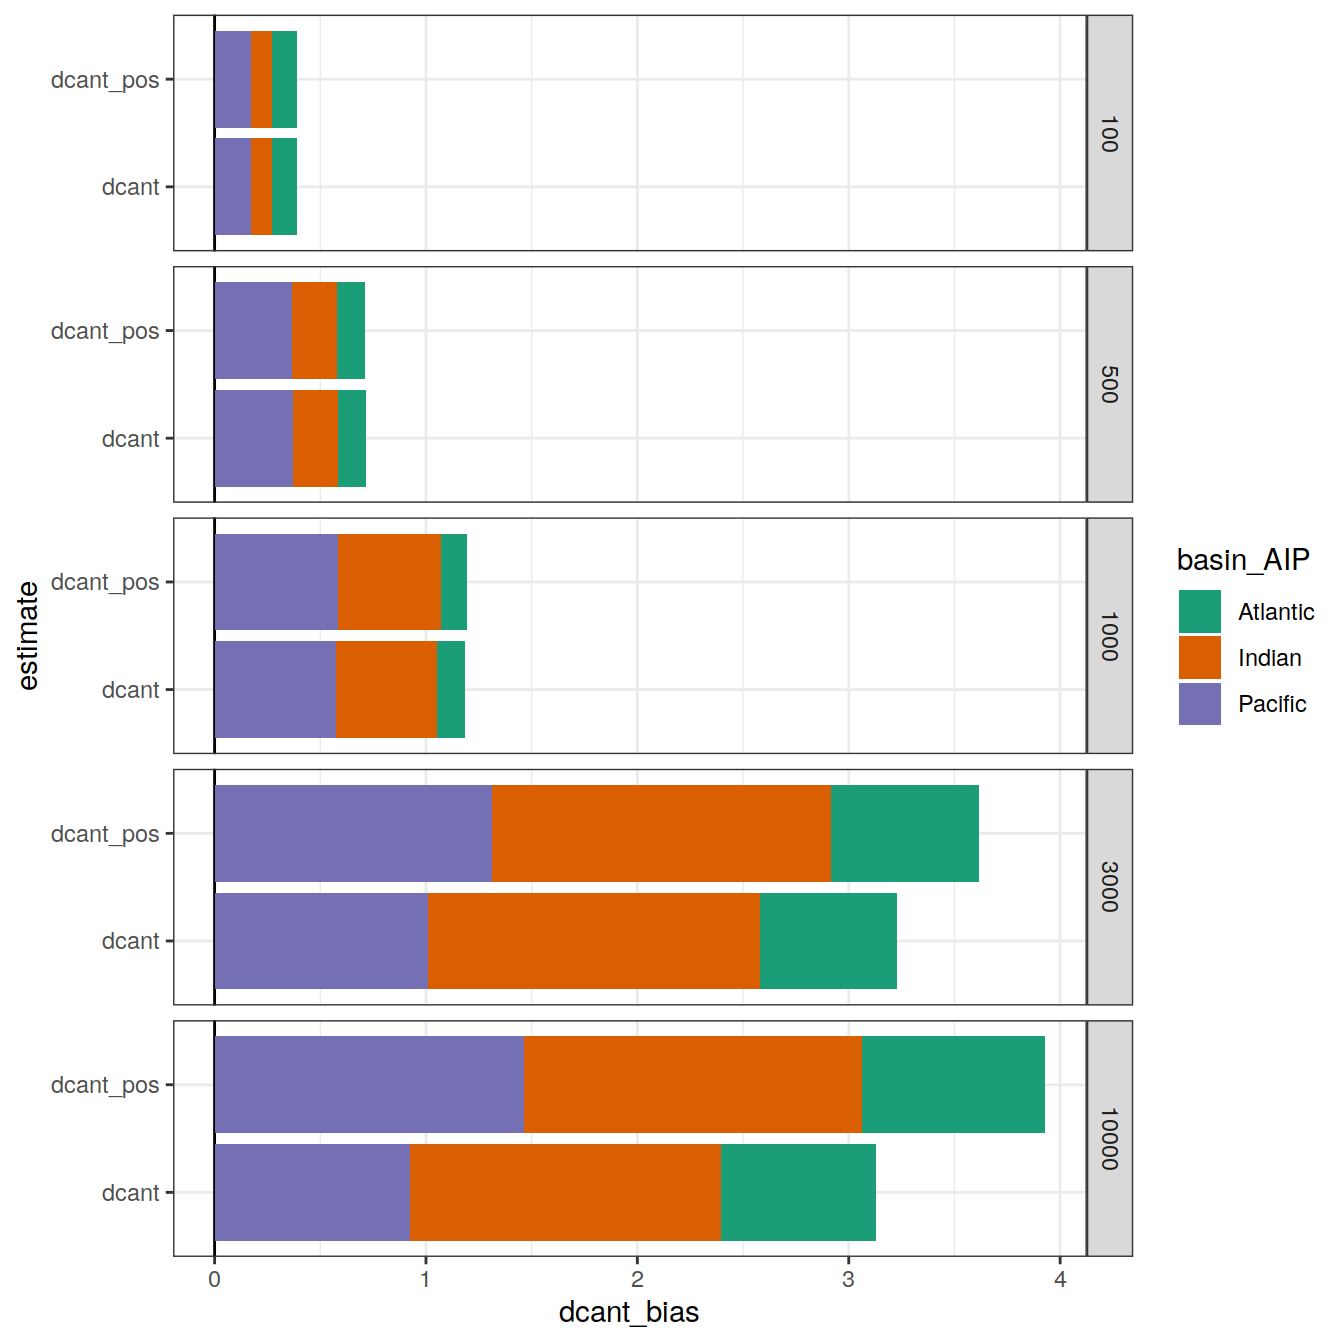 dcant_pos
dcant
100
dcant_pos
dcant
500
dcant_pos
dcant
1000
dcant_pos
dcant
3000
dcant_pos
dcant
10000
estimate
0 1 2 3 4
dcant_bias
basin_AIP
Atlantic
Indian
Pacific